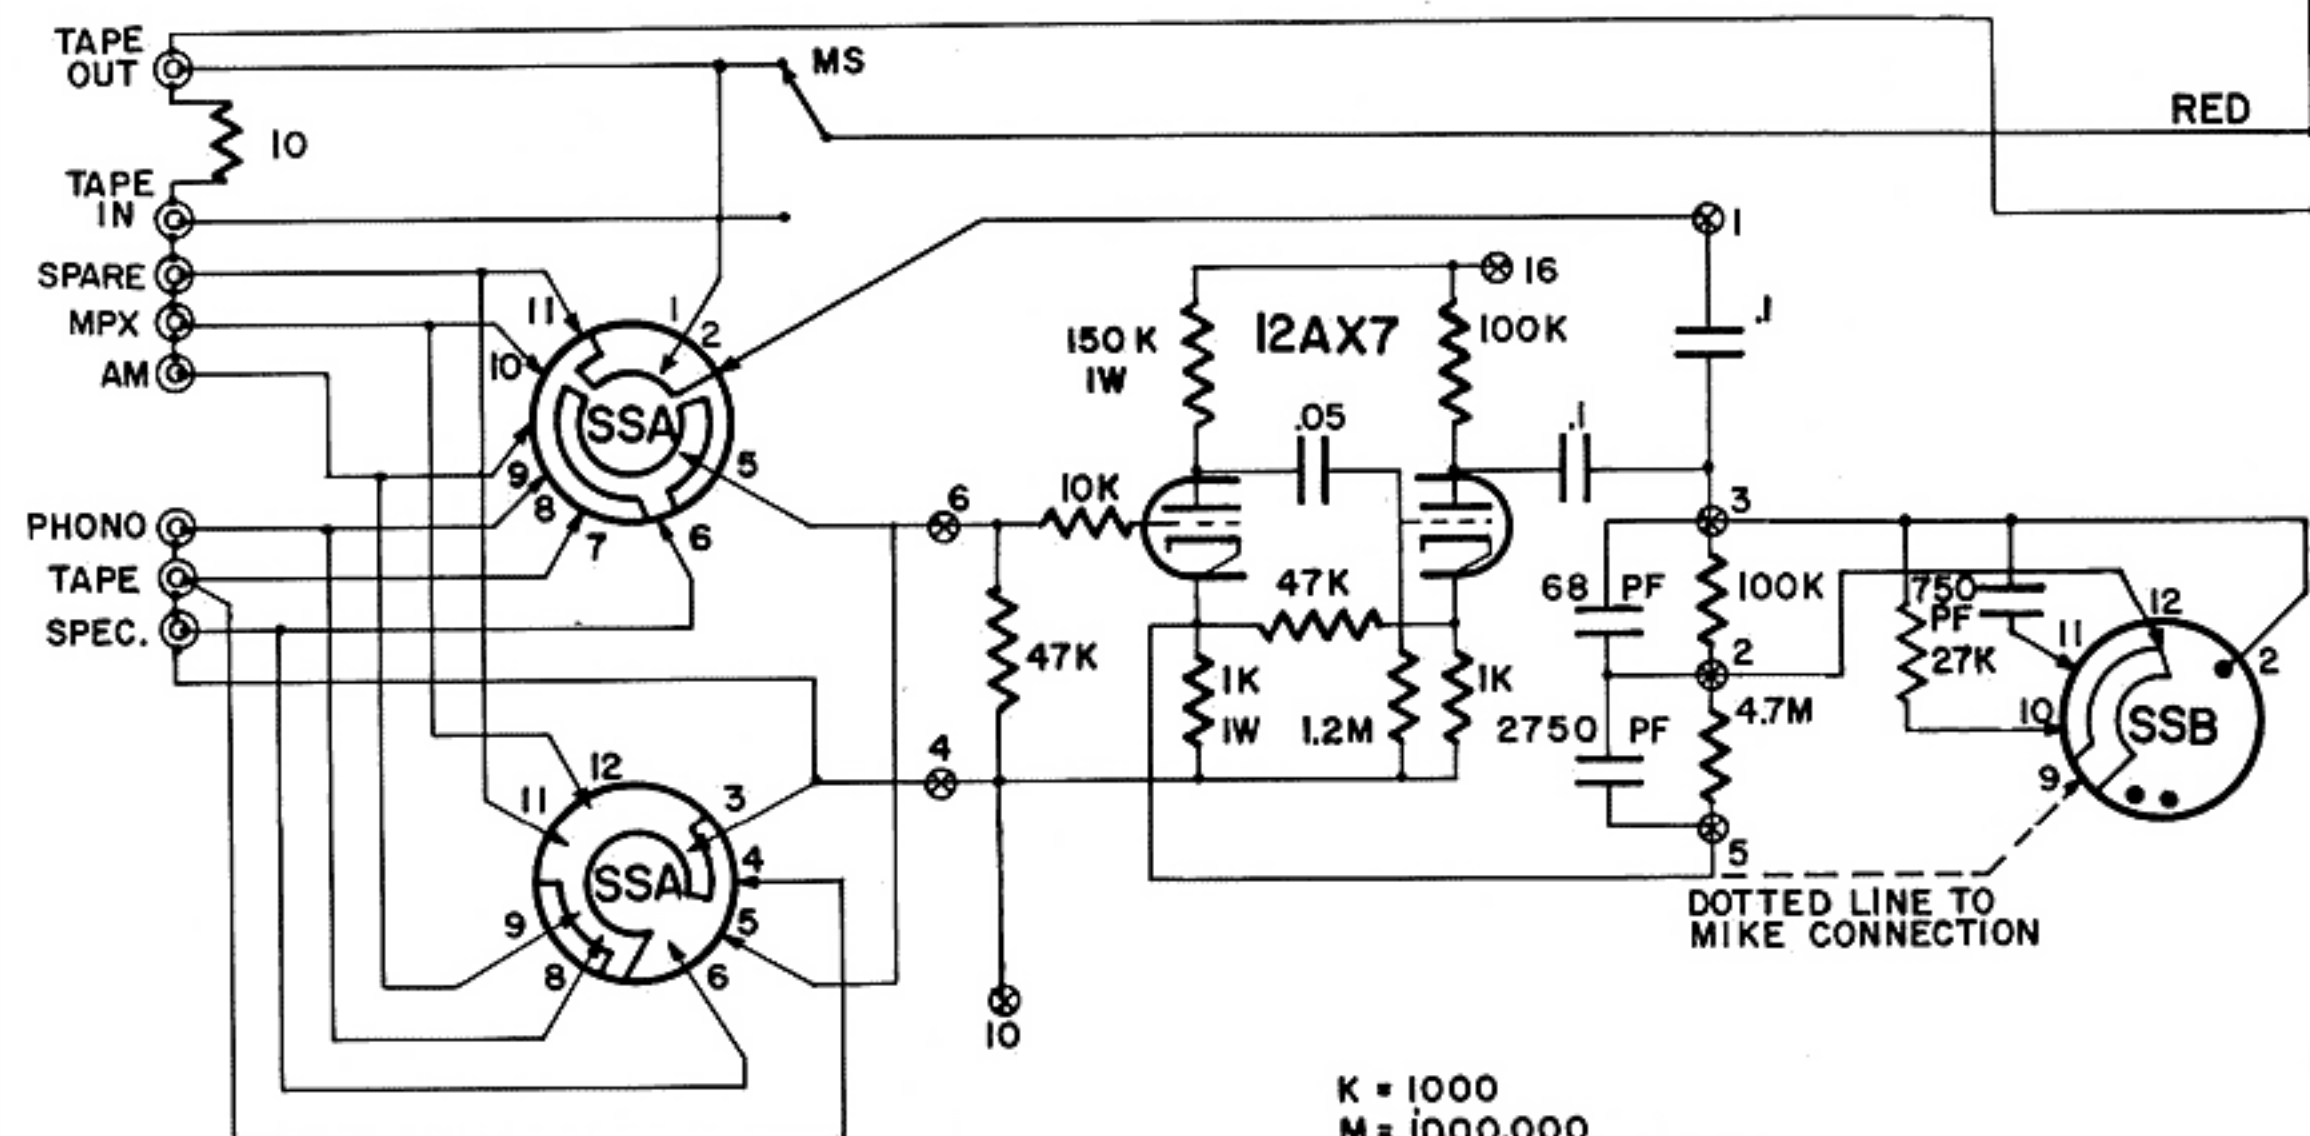 TAPE
OUT
MS
RED
10
TAPE
IN
1
16
SPARE
11
1
2
.1
MPX
150K
1W
12AX7
100K
10
AM
.05
.1
SSA
5
9
10K
6
3
8
PHONO
7
6
TAPE
47K
68 PF
100K
750
PF
12
SPEC.
11
47K
1K
1W
1.2M
1K
2
27K
2
10
2750 PF
4.7M
SSB
4
12
11
3
9
5
4
SSA
DOTTED LINE TO
MIKE CONNECTION
9
5
8
6
10
K = 1000
M = 1000,000